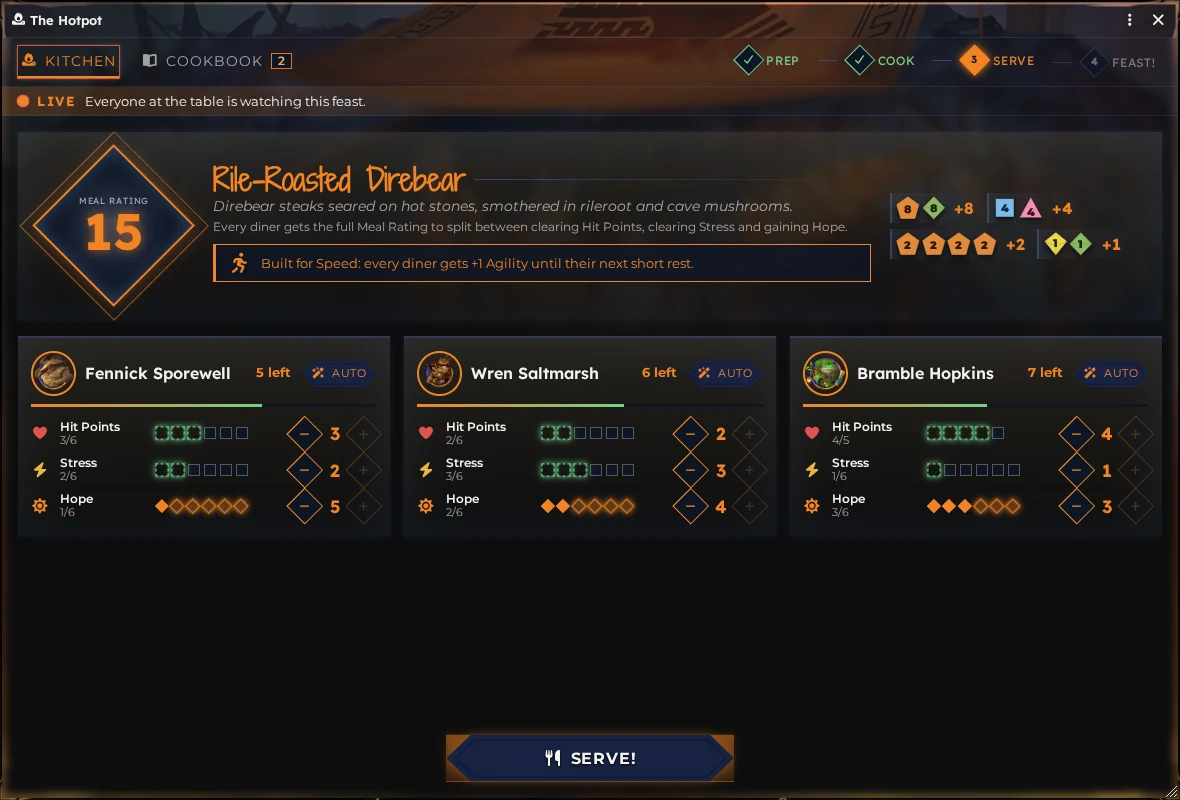 The Hotpot
KITCHEN
COOKBOOK 2
PREP
COOK
3 SERVE
4 FEAST!
LIVE Everyone at the table is watching this feast.
MEAL RATING
15
Rile-Roasted Direbear
Direbear steaks seared on hot stones, smothered in rileroot and cave mushrooms.
Every diner gets the full Meal Rating to split between clearing Hit Points, clearing Stress and gaining Hope.
Built for Speed: every diner gets +1 Agility until their next short rest.
8 8 +8 4 4 +4
2 2 2 2 +2 1 1 +1
Fennick Sporewell 5 left AUTO
Hit Points
3/6
− 3 +
Stress
2/6
− 2 +
Hope
1/6
− 5 +
Wren Saltmarsh 6 left AUTO
Hit Points
2/6
− 2 +
Stress
3/6
− 3 +
Hope
2/6
− 4 +
Bramble Hopkins 7 left AUTO
Hit Points
4/5
− 4 +
Stress
1/6
− 1 +
Hope
3/6
− 3 +
SERVE!